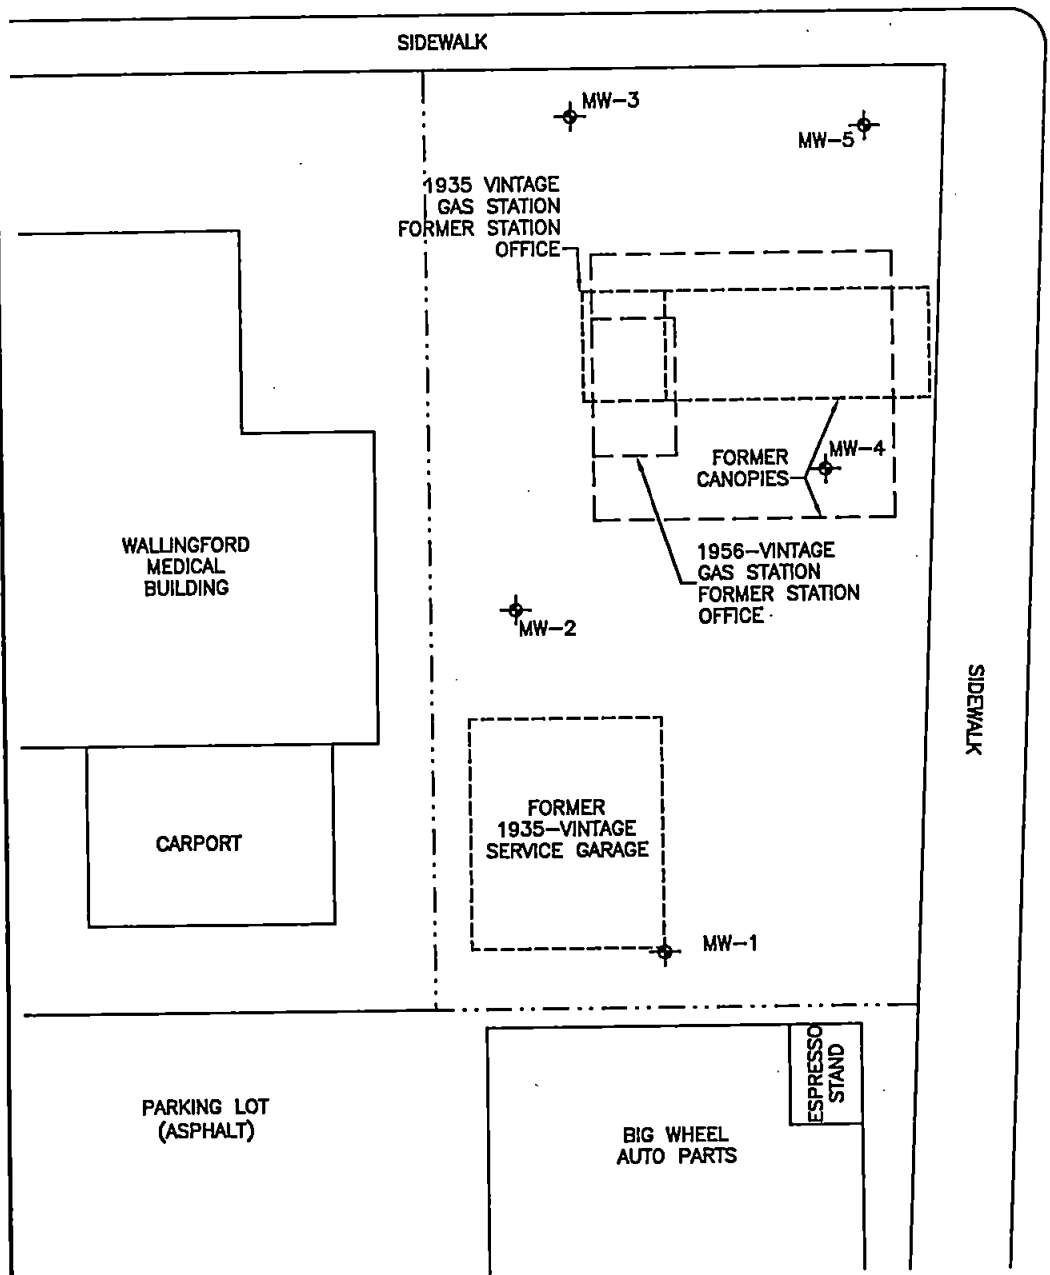 SIDEWALK
MW-3
MW-5
1935 VINTAGE
GAS STATION
FORMER STATION
OFFICE
MW-4
FORMER
CANOPIES
1956-VINTAGE
GAS STATION
FORMER STATION
OFFICE
WALLINGFORD
MEDICAL
BUILDING
MW-2
SIDEWALK
FORMER
1935-VINTAGE
SERVICE GARAGE
CARPORT
MW-1
ESPRESSO
STAND
PARKING LOT
(ASPHALT)
BIG WHEEL
AUTO PARTS